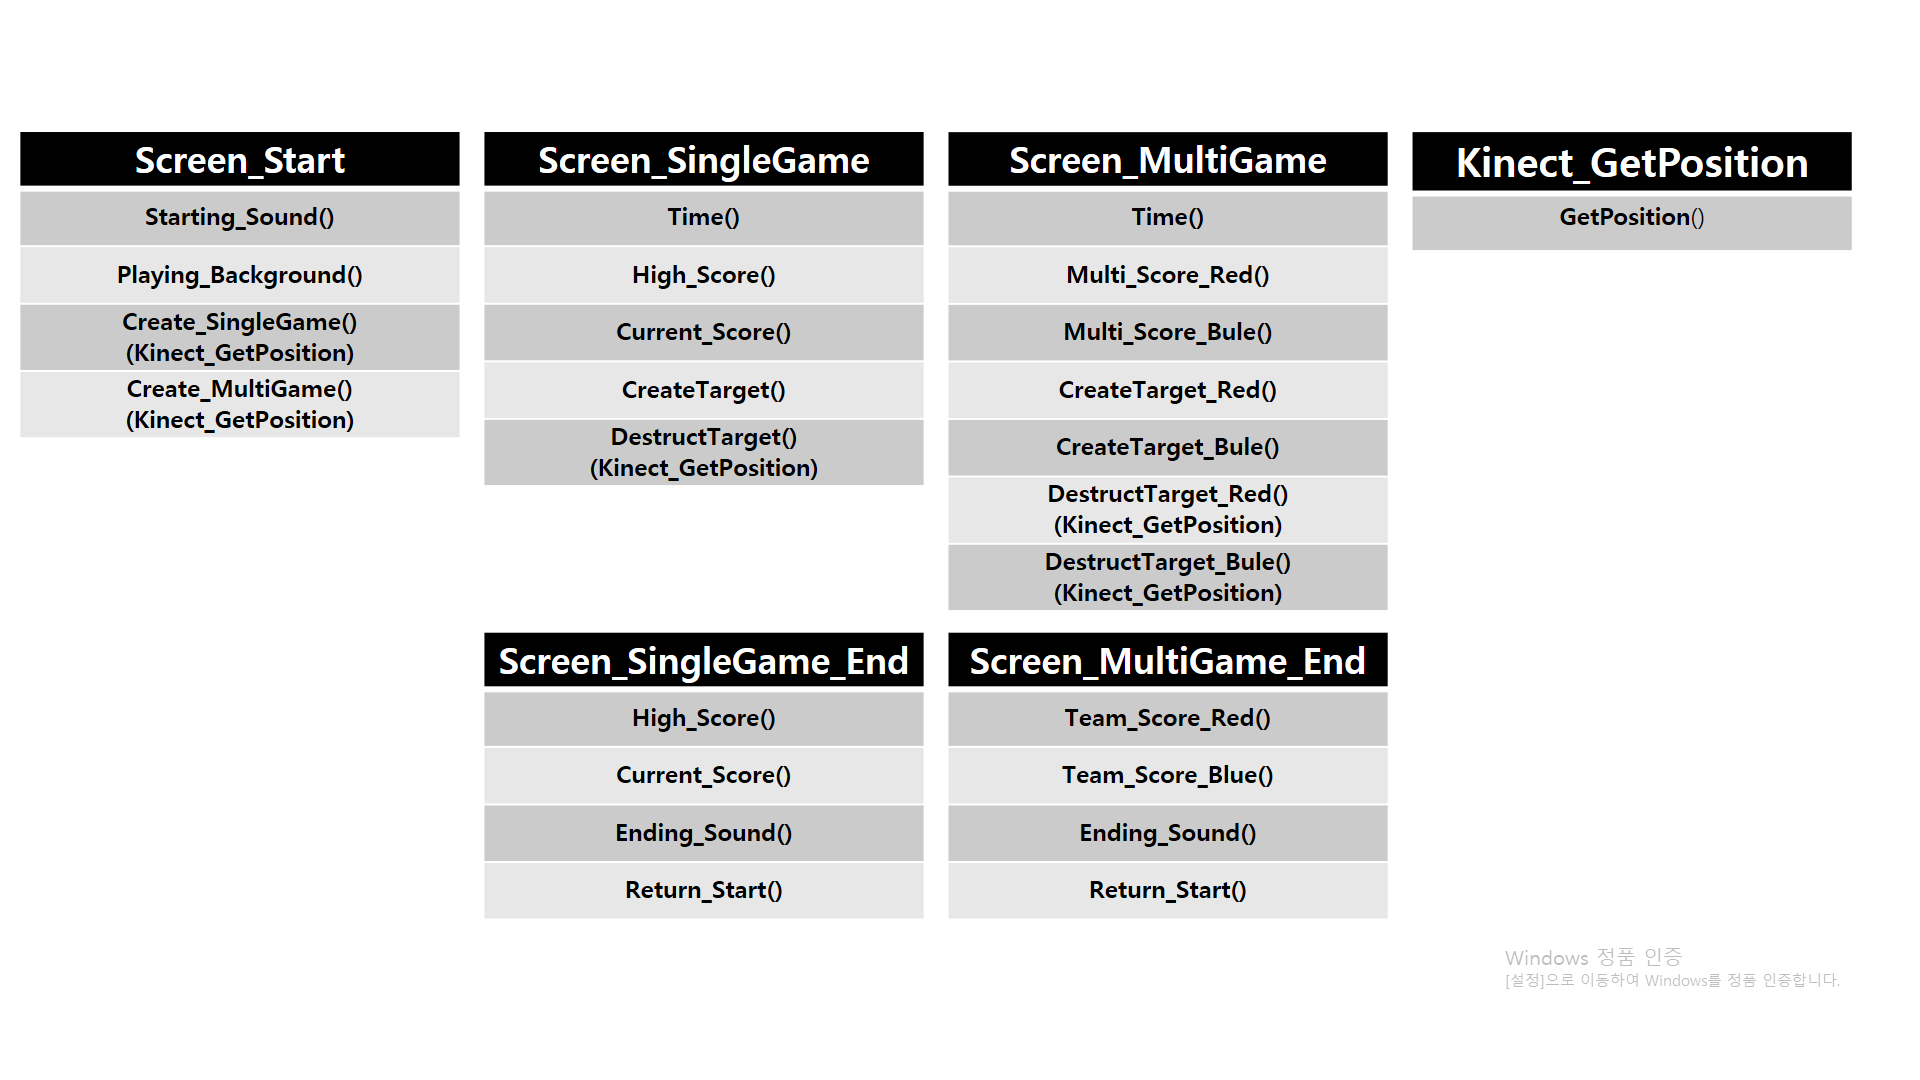 Screen_Start
Starting_Sound()
Playing_Background()
Create_SingleGame()
(Kinect_GetPosition)
Create_MultiGame()
(Kinect_GetPosition)
Screen_SingleGame
Time()
High_Score()
Current_Score()
CreateTarget()
DestructTarget()
(Kinect_GetPosition)
Screen_MultiGame
Time()
Multi_Score_Red()
Multi_Score_Bule()
CreateTarget_Red()
CreateTarget_Bule()
DestructTarget_Red()
(Kinect_GetPosition)
DestructTarget_Bule()
(Kinect_GetPosition)
Kinect_GetPosition
GetPosition()
Screen_SingleGame_End
High_Score()
Current_Score()
Ending_Sound()
Return_Start()
Screen_MultiGame_End
Team_Score_Red()
Team_Score_Blue()
Ending_Sound()
Return_Start()
Windows 정품 인증
[설정]으로 이동하여 Windows를 정품 인증합니다.